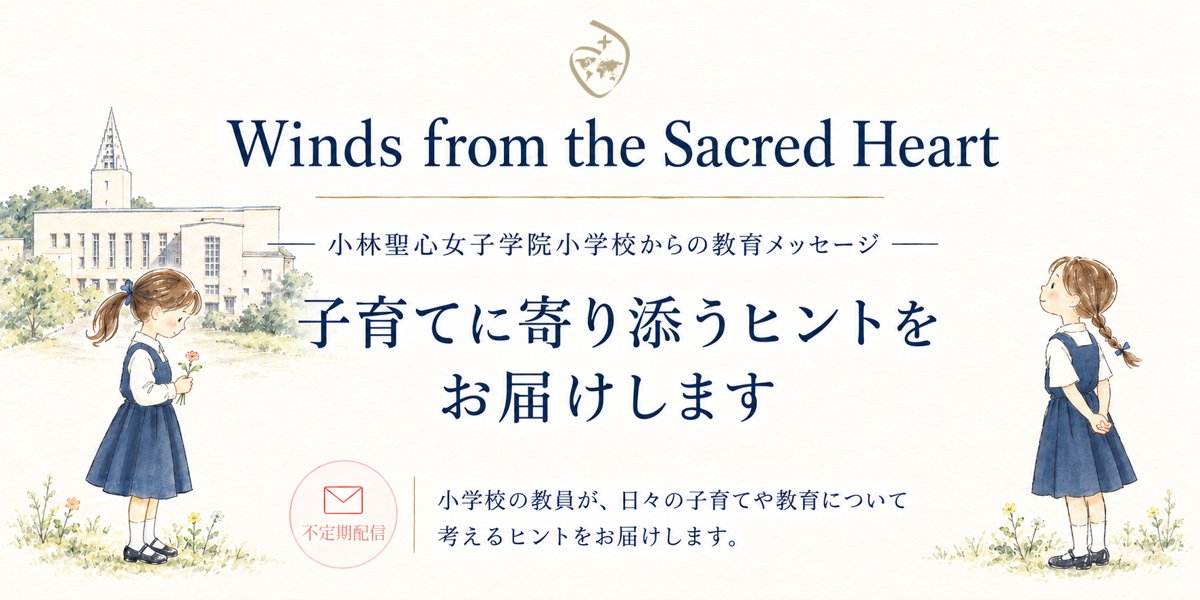 Winds from the Sacred Heart
小林聖心女子学院小学校からの教育メッセージ
子育てに寄り添うヒントを
お届けします
不定期配信
小学校の教員が、日々の子育てや教育について
考えるヒントをお届けします。